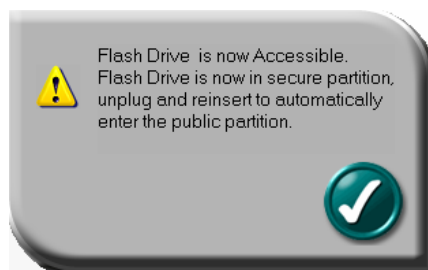 Flash Drive  is now Accessible.
Flash Drive is now in secure partition,
unplug and reinsert to automatically
enter the public partition.